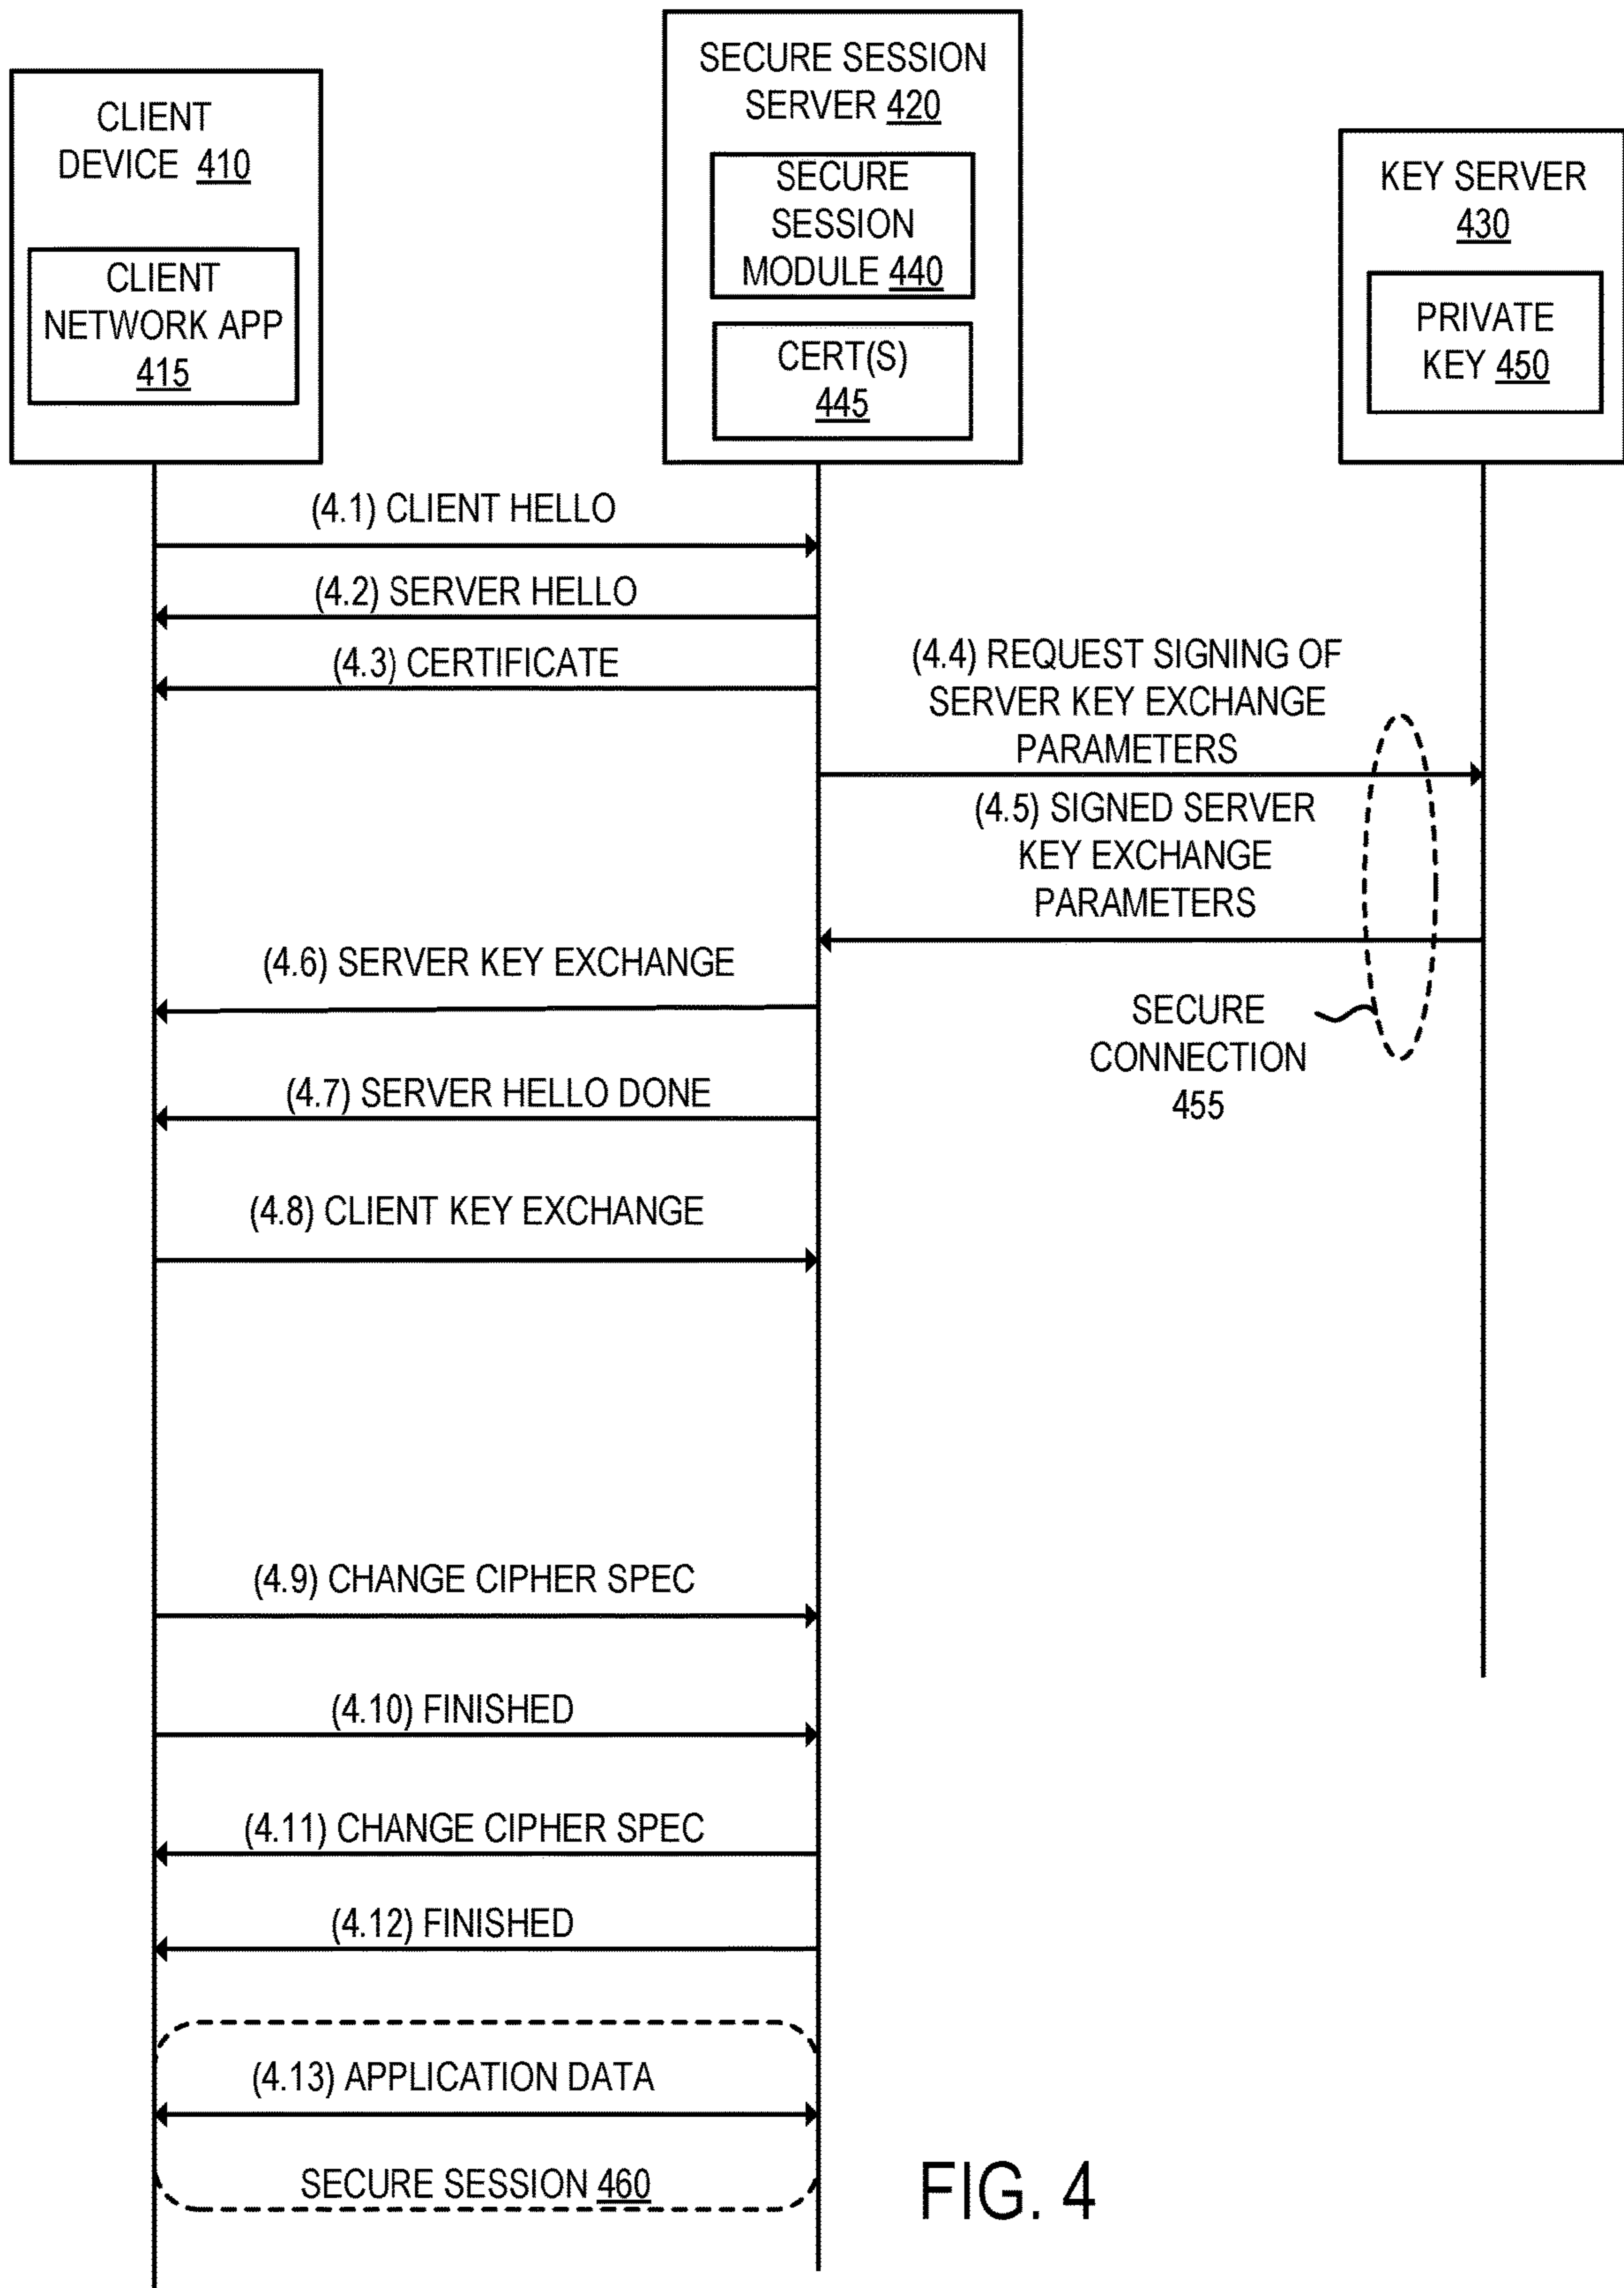 CLIENT
DEVICE 410
CLIENT
NETWORK APP
415
SECURE SESSION
SERVER 420
SECURE
SESSION
MODULE 440
CERT(S)
445
KEY SERVER
430
PRIVATE
KEY 450
(4.1) CLIENT HELLO
(4.2) SERVER HELLO
(4.3) CERTIFICATE
(4.4) REQUEST SIGNING OF
SERVER KEY EXCHANGE
PARAMETERS
(4.5) SIGNED SERVER
KEY EXCHANGE
PARAMETERS
(4.6) SERVER KEY EXCHANGE
SECURE
CONNECTION
455
(4.7) SERVER HELLO DONE
(4.8) CLIENT KEY EXCHANGE
(4.9) CHANGE CIPHER SPEC
(4.10) FINISHED
(4.11) CHANGE CIPHER SPEC
(4.12) FINISHED
(4.13) APPLICATION DATA
SECURE SESSION 460
FIG. 4